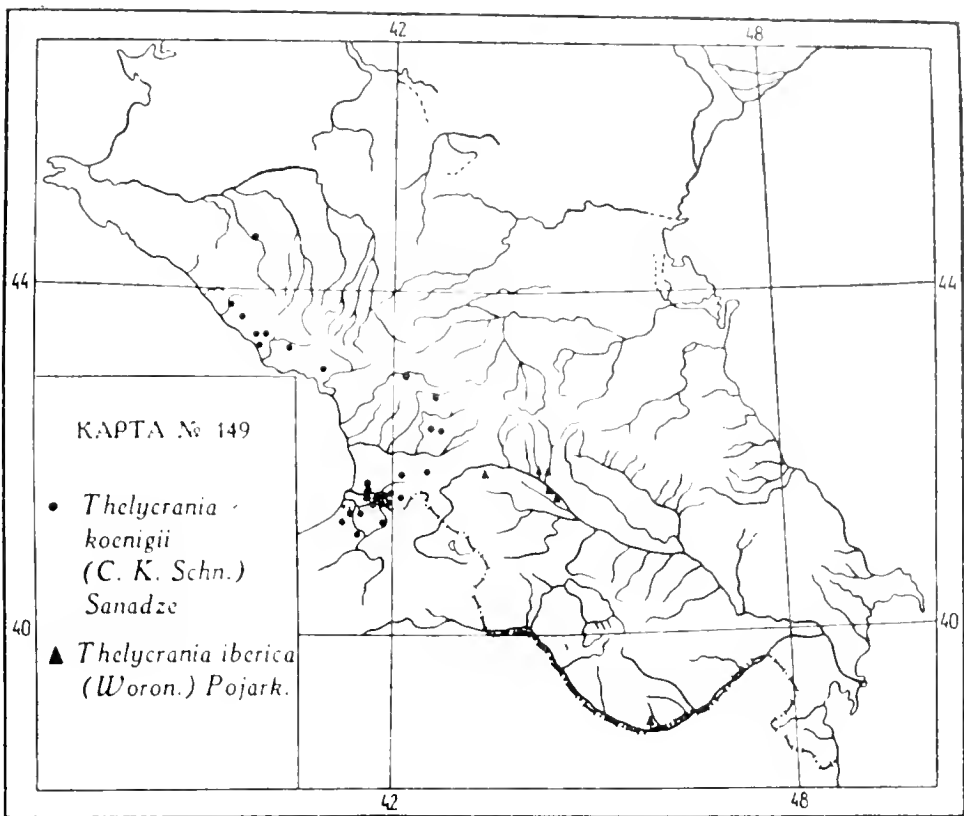 42 48
44 44
КАРТА № 149
Thelycrania
koenigii
(C. K. Schn.)
Sanadze
40 40
Thelycrania iberica
(Woron.) Pojark.
42 48